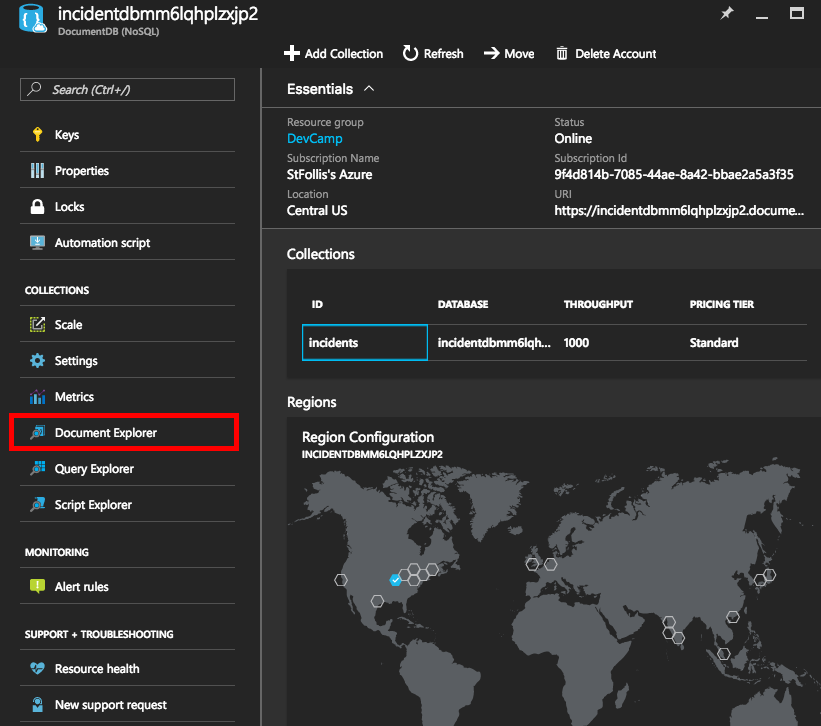 incidentdbmm6lqhplzxjp2
DocumentDB (NoSQL)
Add Collection
Refresh
Move
Delete Account
Search (Ctrl+/)
Keys
Properties
Locks
Automation script
COLLECTIONS
Scale
Settings
Metrics
Document Explorer
Query Explorer
Script Explorer
MONITORING
Alert rules
SUPPORT + TROUBLESHOOTING
Resource health
New support request
Essentials
Resource group
DevCamp
Subscription Name
StFollis's Azure
Location
Central US
Status
Online
Subscription Id
9f4d814b-7085-44ae-8a42-bbae2a5a3f35
URI
https://incidentdbmm6lqhplzxjp2.docume...
Collections
ID DATABASE THROUGHPUT PRICING TIER
incidents incidentdbmm6lqh... 1000 Standard
Regions
Region Configuration
INCIDENTDBMM6LQHPLZXJP2